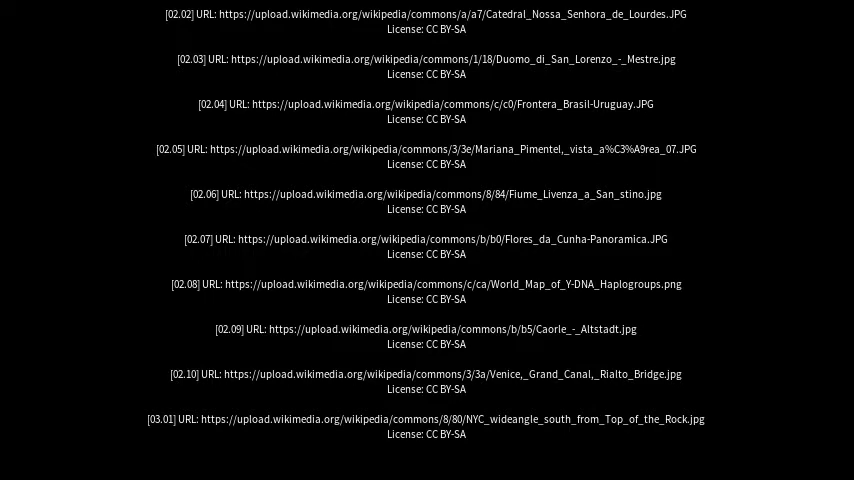 [02.02] URL: https://upload.wikimedia.org/wikipedia/commons/a/a7/Catedral_Nossa_Senhora_de_Lourdes.JPG
License: CC BY-SA
[02.03] URL: https://upload.wikimedia.org/wikipedia/commons/1/18/Duomo_di_San_Lorenzo_-_Mestre.jpg
License: CC BY-SA
[02.04] URL: https://upload.wikimedia.org/wikipedia/commons/c/c0/Frontera_Brasil-Uruguay.JPG
License: CC BY-SA
[02.05] URL: https://upload.wikimedia.org/wikipedia/commons/3/3e/Mariana_Pimentel,_vista_a%C3%A9rea_07.JPG
License: CC BY-SA
[02.06] URL: https://upload.wikimedia.org/wikipedia/commons/8/84/Fiume_Livenza_a_San_stino.jpg
License: CC BY-SA
[02.07] URL: https://upload.wikimedia.org/wikipedia/commons/b/b0/Flores_da_Cunha-Panoramica.JPG
License: CC BY-SA
[02.08] URL: https://upload.wikimedia.org/wikipedia/commons/c/ca/World_Map_of_Y-DNA_Haplogroups.png
License: CC BY-SA
[02.09] URL: https://upload.wikimedia.org/wikipedia/commons/b/b5/Caorle_-_Altstadt.jpg
License: CC BY-SA
[02.10] URL: https://upload.wikimedia.org/wikipedia/commons/3/3a/Venice,_Grand_Canal,_Rialto_Bridge.jpg
License: CC BY-SA
[03.01] URL: https://upload.wikimedia.org/wikipedia/commons/8/80/NYC_wideangle_south_from_Top_of_the_Rock.jpg
License: CC BY-SA